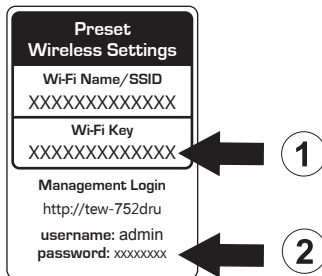 Preset
Wireless Settings
Wi-Fi Name/SSID
XXXXXXXXXXXXX
Wi-Fi Key
XXXXXXXXXXXXX
1
Management Login
http://tew-752dru
username: admin
password: xxxxxxxx
2